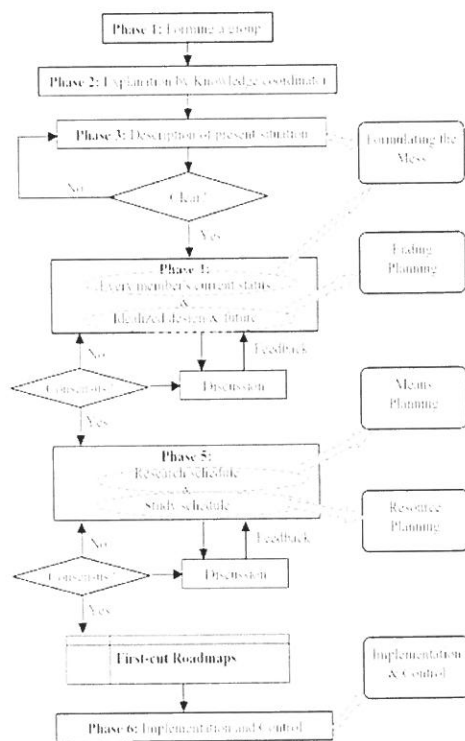 Phase 1: Forming a group
Phase 2: Explanation by Knowledge coordinator
Phase 3: Description of present situation
Formulating the
Mess
No
Clear?
Yes
Ending
Planning
Phase 4:
Every member's current status
&
Idealized design & future
No
Feedback
Consensus?
Discussion
Means
Planning
Yes
Phase 5:
Research schedule
&
Study schedule
Resource
Planning
No
Feedback
Consensus?
Discussion
Yes
First-cut Roadmaps
Implementation
& Control
Phase 6: Implementation and Control